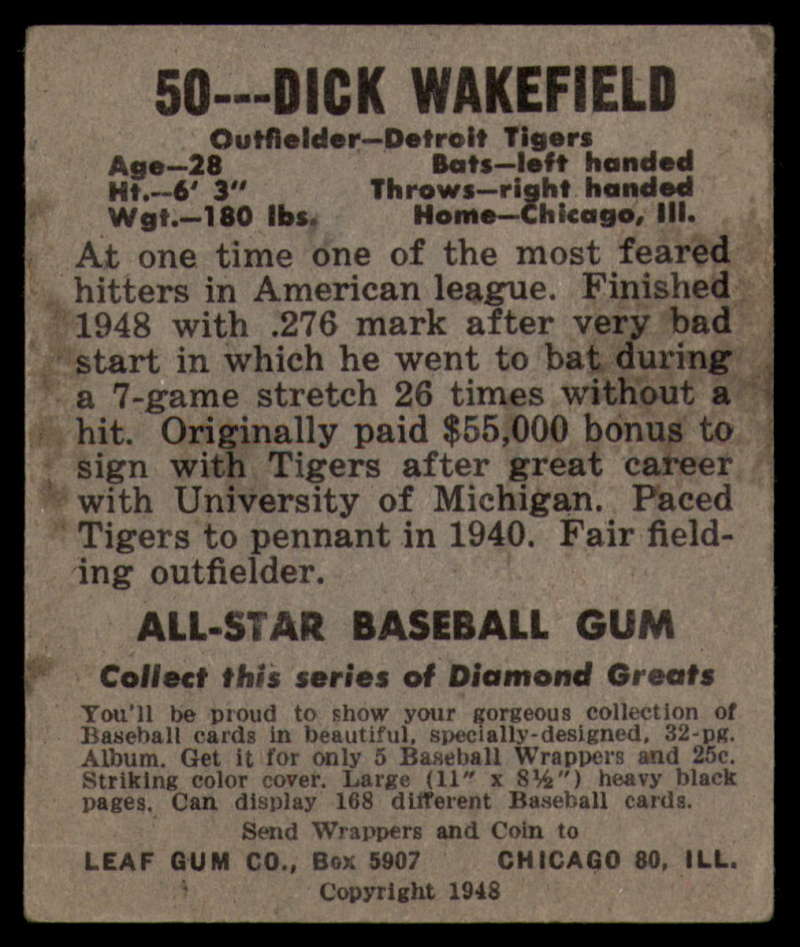 50---DICK WAKEFIELD
Outfielder—Detroit Tigers
Age—28 Bats—left handed
Ht.—6' 3" Throws—right handed
Wgt.—180 lbs. Home—Chicago, Ill.
At one time one of the most feared
hitters in American league. Finished
1948 with .276 mark after very bad
start in which he went to bat during
a 7-game stretch 26 times without a
hit. Originally paid $55,000 bonus to
sign with Tigers after great career
with University of Michigan. Paced
Tigers to pennant in 1940. Fair field-
ing outfielder.
ALL-STAR BASEBALL GUM
Collect this series of Diamond Greats
You'll be proud to show your gorgeous collection of
Baseball cards in beautiful, specially-designed, 32-pg.
Album. Get it for only 5 Baseball Wrappers and 25c.
Striking color cover. Large (11" x 8½") heavy black
pages. Can display 168 different Baseball cards.
Send Wrappers and Coin to
LEAF GUM CO., Box 5907 CHICAGO 80, ILL.
Copyright 1948